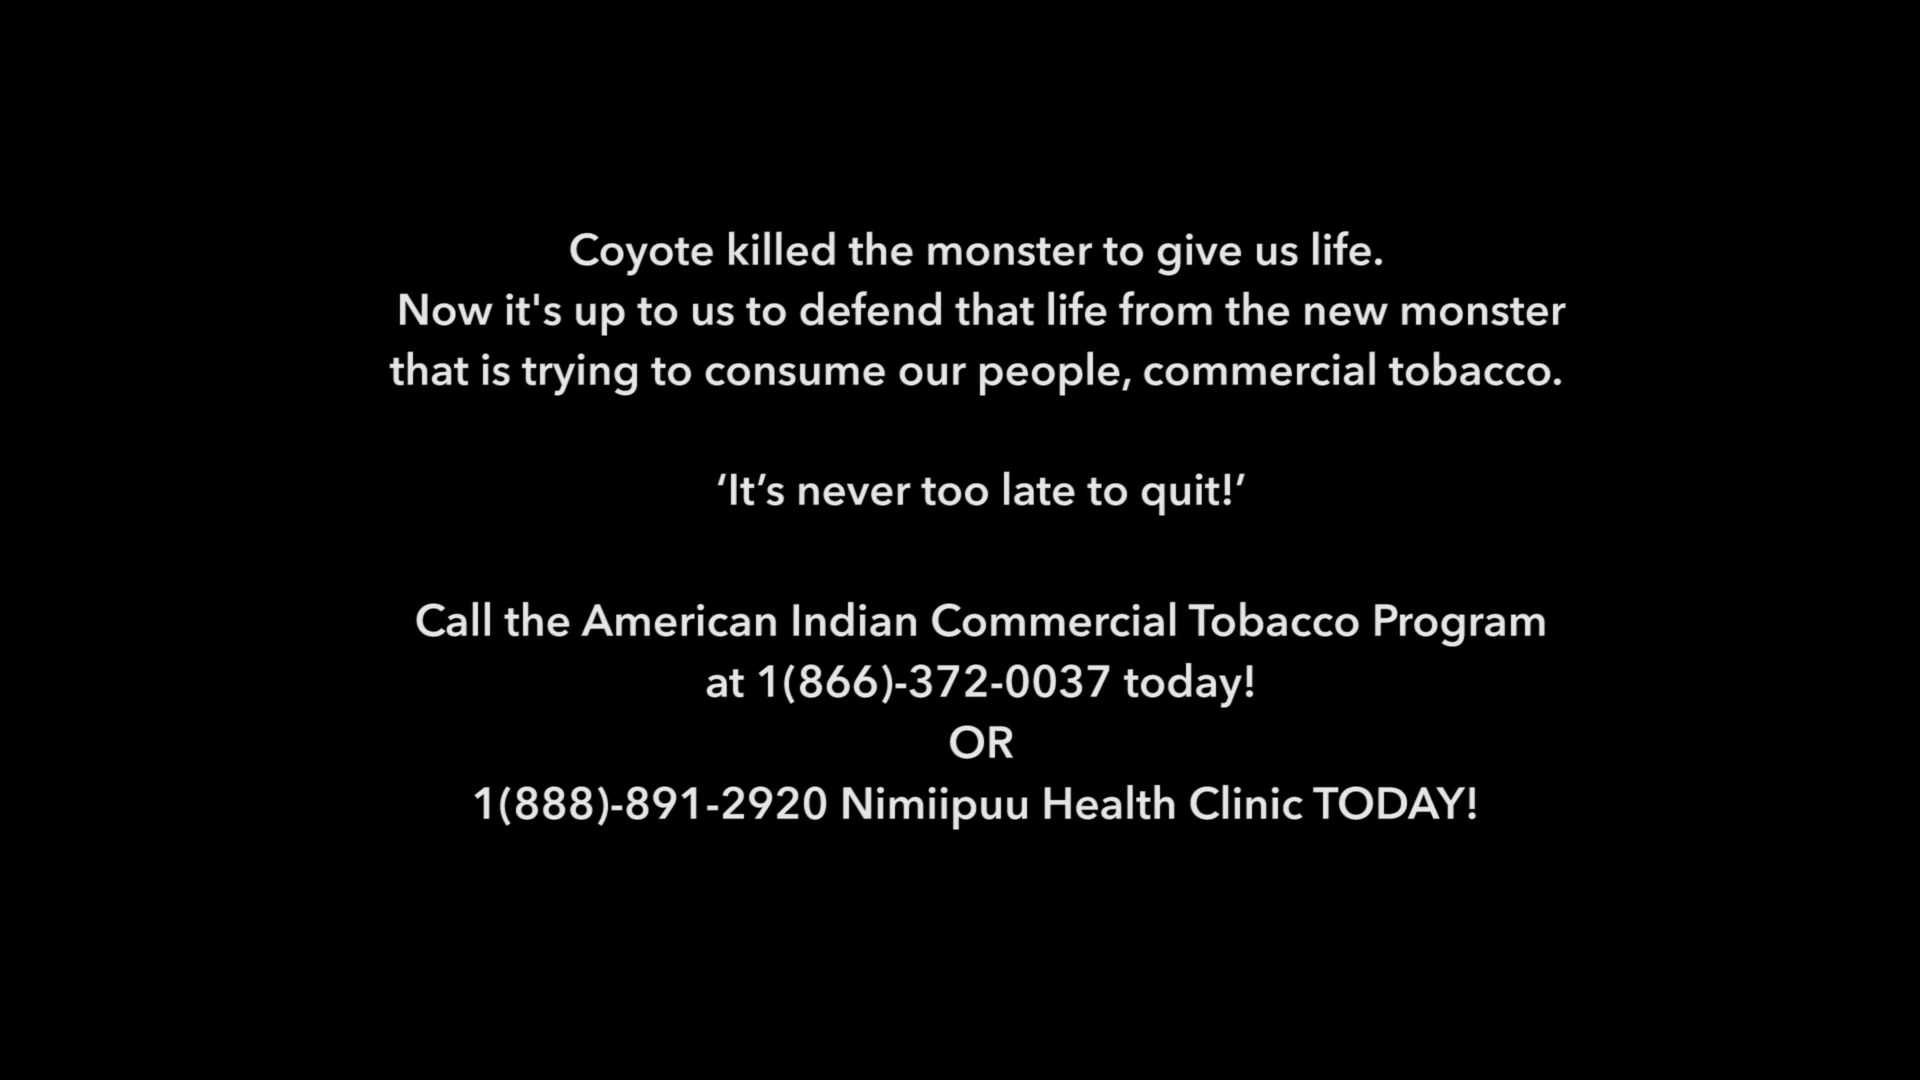 Coyote killed the monster to give us life.
Now it's up to us to defend that life from the new monster
that is trying to consume our people, commercial tobacco.
‘It’s never too late to quit!’
Call the American Indian Commercial Tobacco Program
at 1(866)-372-0037 today!
OR
1(888)-891-2920 Nimiipuu Health Clinic TODAY!